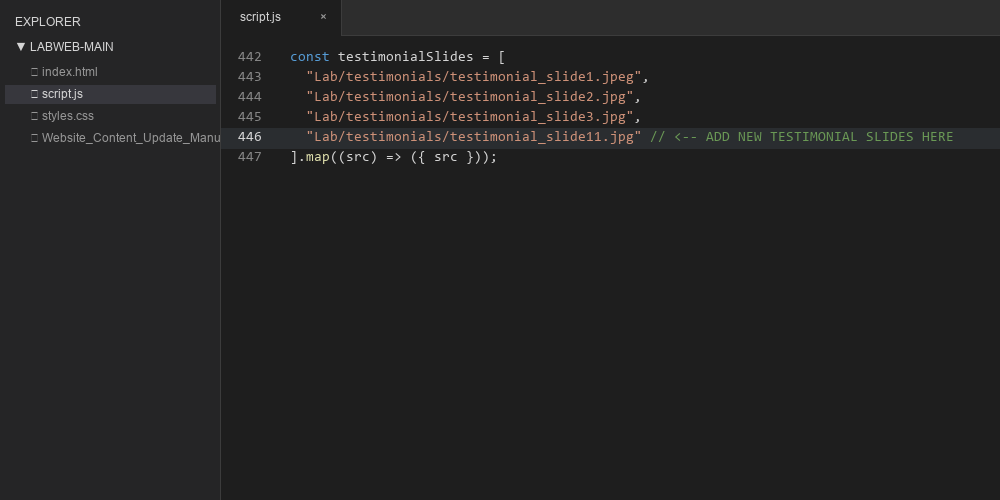 EXPLORER
▼ LABWEB-MAIN
index.html
script.js
styles.css
Website_Content_Update_Manu
script.js ×
442 const testimonialSlides = [
443 "Lab/testimonials/testimonial_slide1.jpeg",
444 "Lab/testimonials/testimonial_slide2.jpg",
445 "Lab/testimonials/testimonial_slide3.jpg",
446 "Lab/testimonials/testimonial_slide11.jpg" // <-- ADD NEW TESTIMONIAL SLIDES HERE
447 ].map((src) => ({ src }));